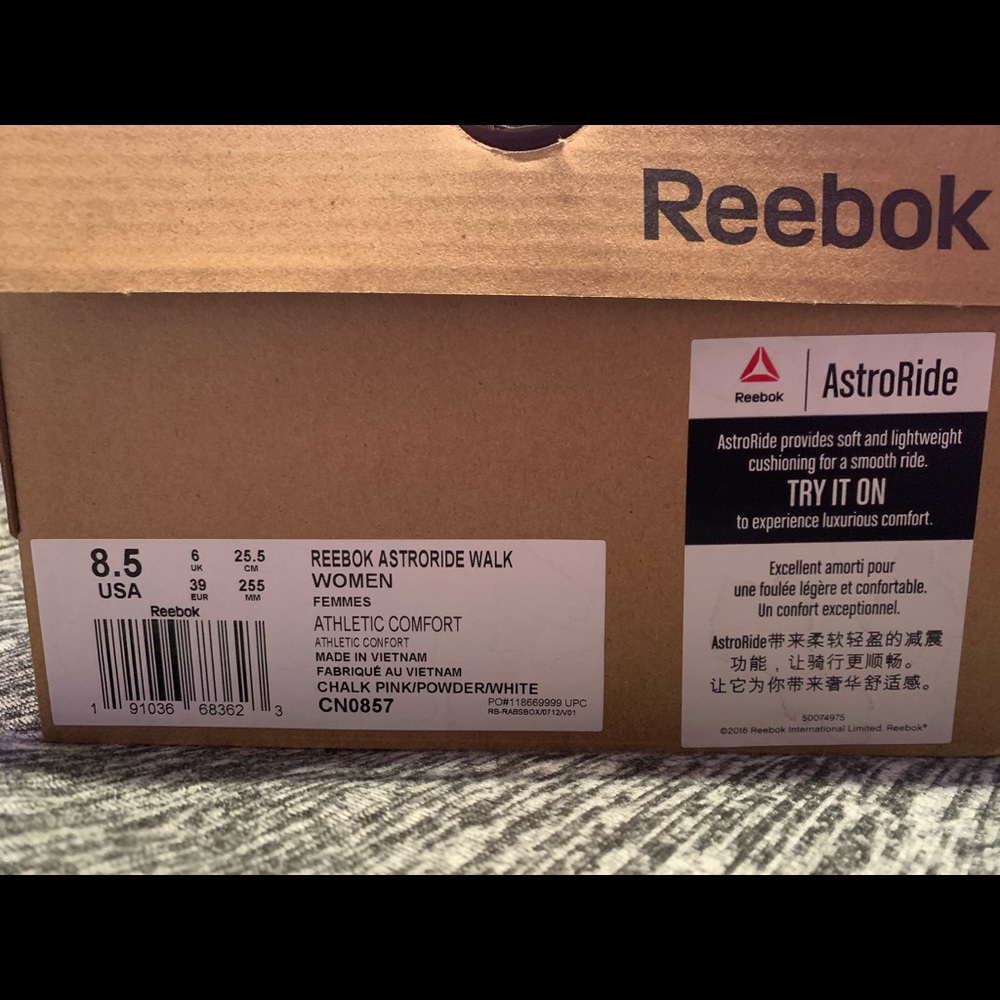 Reebok
Reebok
AstroRide
AstroRide provides soft and lightweight
cushioning for a smooth ride.
TRY IT ON
to experience luxurious comfort.
Excellent amorti pour
une foulée légère et confortable.
Un confort exceptionnel.
AstroRide带来柔软轻盈的减震
功能，让骑行更顺畅。
让它为你带来奢华舒适感。
50074975
©2016 Reebok International Limited. Reebok®
8.5
USA
6
UK
25.5
CM
39
EUR
255
MM
Reebok
1 91036 68362 3
REEBOK ASTRORIDE WALK
WOMEN
FEMMES
ATHLETIC COMFORT
ATHLETIC CONFORT
MADE IN VIETNAM
FABRIQUÉ AU VIETNAM
CHALK PINK/POWDER/WHITE
CN0857
PO#118669999 UPC
RB-RABSBOX/0712/V01